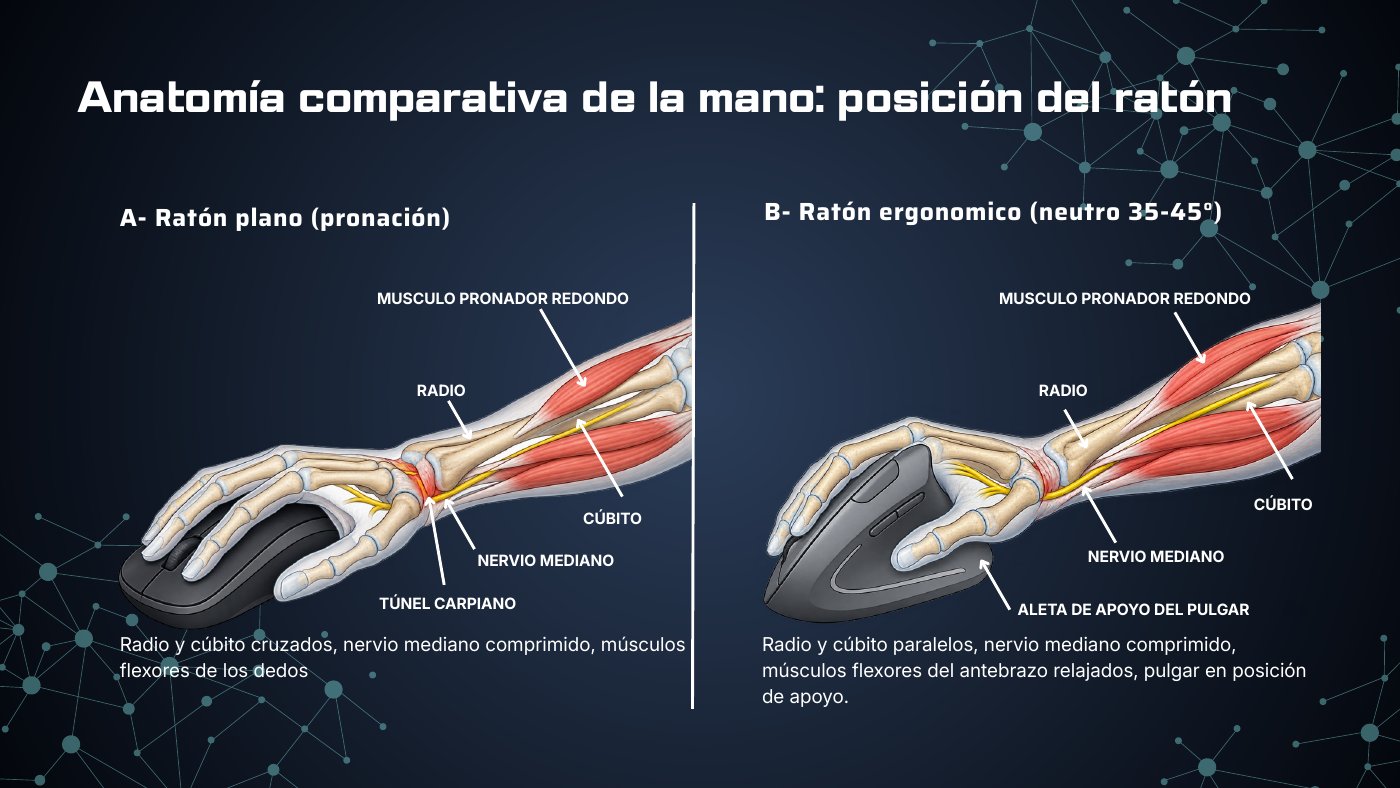 Anatomía comparativa de la mano: posición del ratón
A- Ratón plano (pronación)
MUSCULO PRONADOR REDONDO
RADIO
CÚBITO
NERVIO MEDIANO
TÚNEL CARPIANO
Radio y cúbito cruzados, nervio mediano comprimido, músculos
flexores de los dedos
B- Ratón ergonomico (neutro 35-45º)
MUSCULO PRONADOR REDONDO
RADIO
CÚBITO
NERVIO MEDIANO
ALETA DE APOYO DEL PULGAR
Radio y cúbito paralelos, nervio mediano comprimido,
músculos flexores del antebrazo relajados, pulgar en posición
de apoyo.